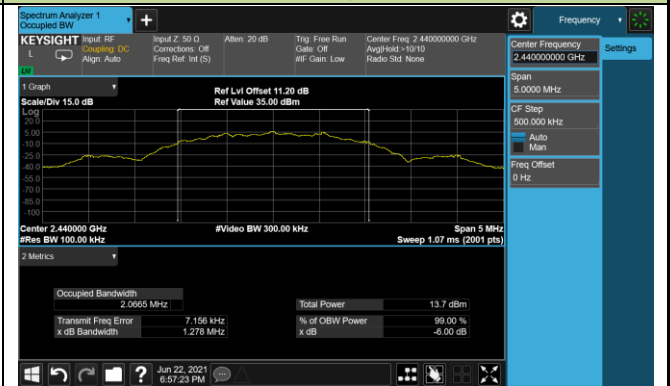 Spectrum Analyzer 1
Occupied BW
Frequency
KEYSIGHT
L
Input: RF
Coupling: DC
Align: Auto
Input Z: 50 Ω
Corrections: Off
Freq Ref: Int (S)
Atten: 20 dB
Trig: Free Run
Gate: Off
#IF Gain: Low
Center Freq: 2.440000000 GHz
Avg|Hold:>10/10
Radio Std: None
Center Frequency
2.440000000 GHz
Settings
Span
5.0000 MHz
CF Step
500.000 kHz
Auto
Man
Freq Offset
0 Hz
1 Graph
Scale/Div 15.0 dB
Ref Lvl Offset 11.20 dB
Ref Value 35.00 dBm
Log
20.0
5.00
-10.0
-25.0
-40.0
-55.0
-70.0
-85.0
-100
Center 2.44000 GHz
#Res BW 100.00 kHz
#Video BW 300.00 kHz
Span 5 MHz
Sweep 1.07 ms (2001 pts)
2 Metrics
Occupied Bandwidth
2.0665 MHz
Total Power 13.7 dBm
Transmit Freq Error 7.156 kHz
% of OBW Power 99.00 %
x dB Bandwidth 1.278 MHz
x dB -6.00 dB
Jun 22, 2021
6:57:23 PM